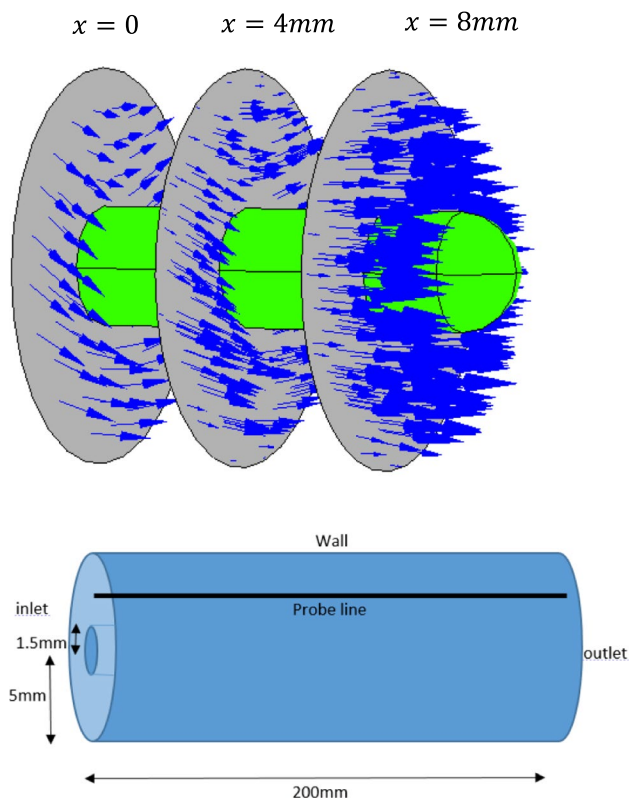 x = 0 x = 4mm x = 8mm
Wall
inlet
Probe line
1.5mm
outlet
5mm
200mm